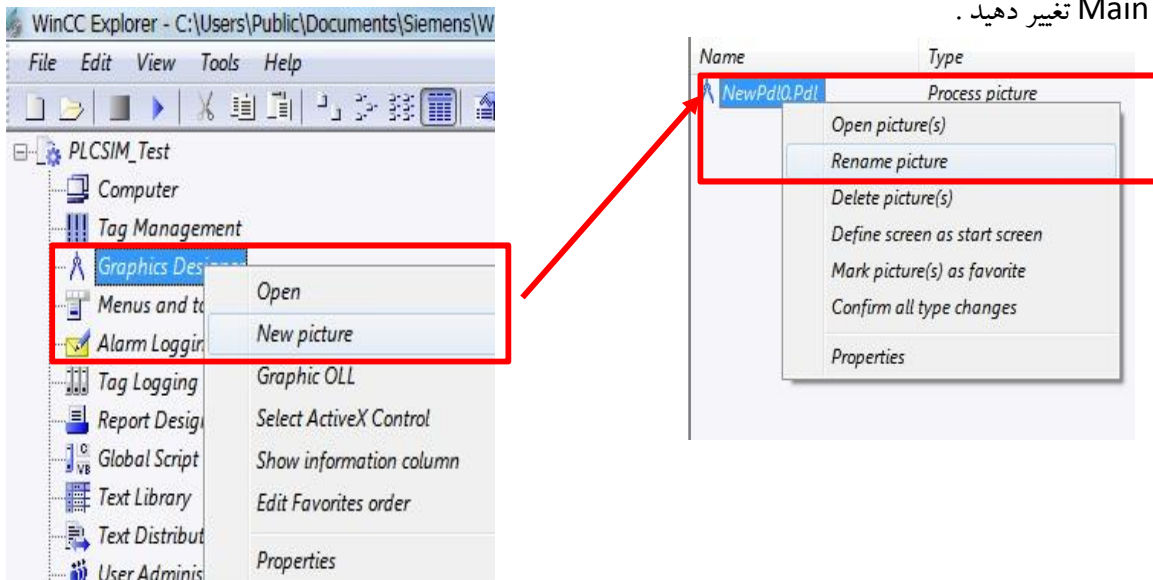 Main تغییر دهید .
WinCC Explorer - C:\Users\Public\Documents\Siemens\W
File Edit View Tools Help
PLCSIM_Test
Computer
Tag Management
Graphics Des
Open
Menus and to
New picture
Alarm Loggin
Graphic OLL
Tag Logging
Select ActiveX Control
Report Desig
Show information column
Global Script
Edit Favorites order
Text Library
Text Distribut
Properties
User Adminis
Name Type
NewPdl0.Pdl Process picture
Open picture(s)
Rename picture
Delete picture(s)
Define screen as start screen
Mark picture(s) as favorite
Confirm all type changes
Properties